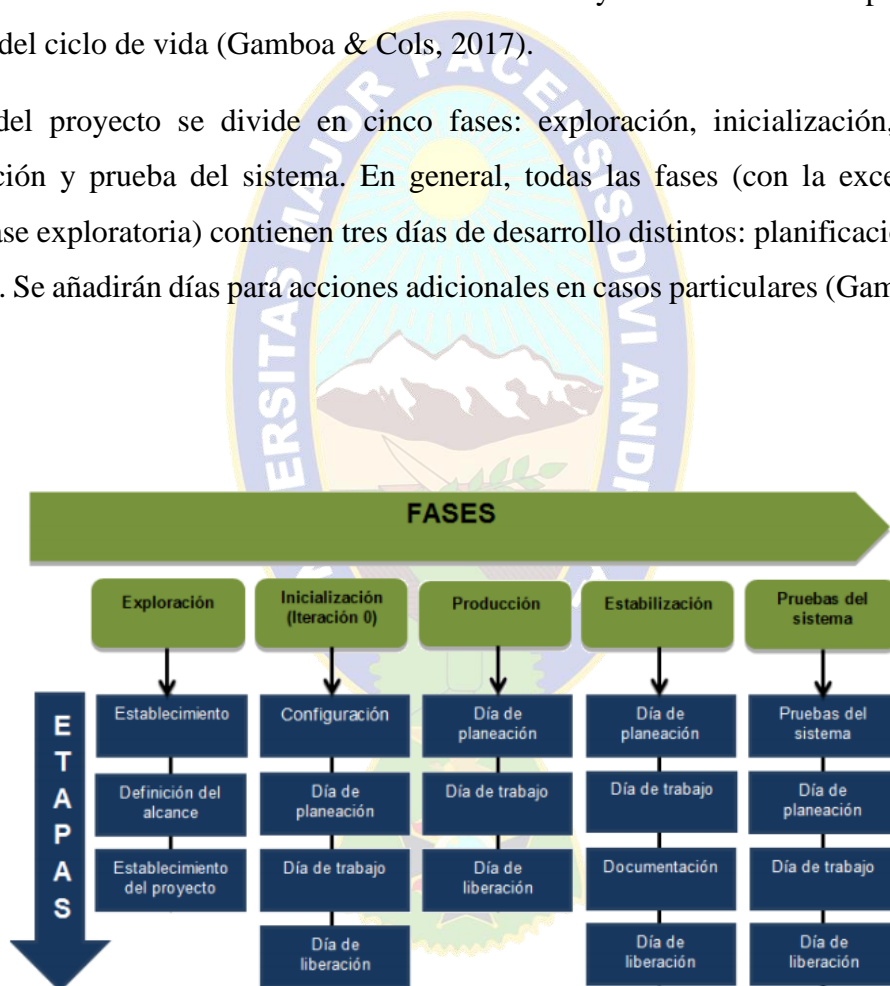 del ciclo de vida (Gamboa & Cols, 2017).
del proyecto se divide en cinco fases: exploración, inicialización,
ción y prueba del sistema. En general, todas las fases (con la exce
ase exploratoria) contienen tres días de desarrollo distintos: planificaci
. Se añadirán días para acciones adicionales en casos particulares (Gam
FASES
Exploración
Inicialización
(Iteración 0)
Producción
Estabilización
Pruebas del
sistema
ETAPAS
Establecimiento
Configuración
Día de
planeación
Día de
planeación
Pruebas del
sistema
Definición del
alcance
Día de
planeación
Día de trabajo
Día de trabajo
Día de
planeación
Establecimiento
del proyecto
Día de trabajo
Día de
liberación
Documentación
Día de trabajo
Día de
liberación
Día de
liberación
Día de
liberación